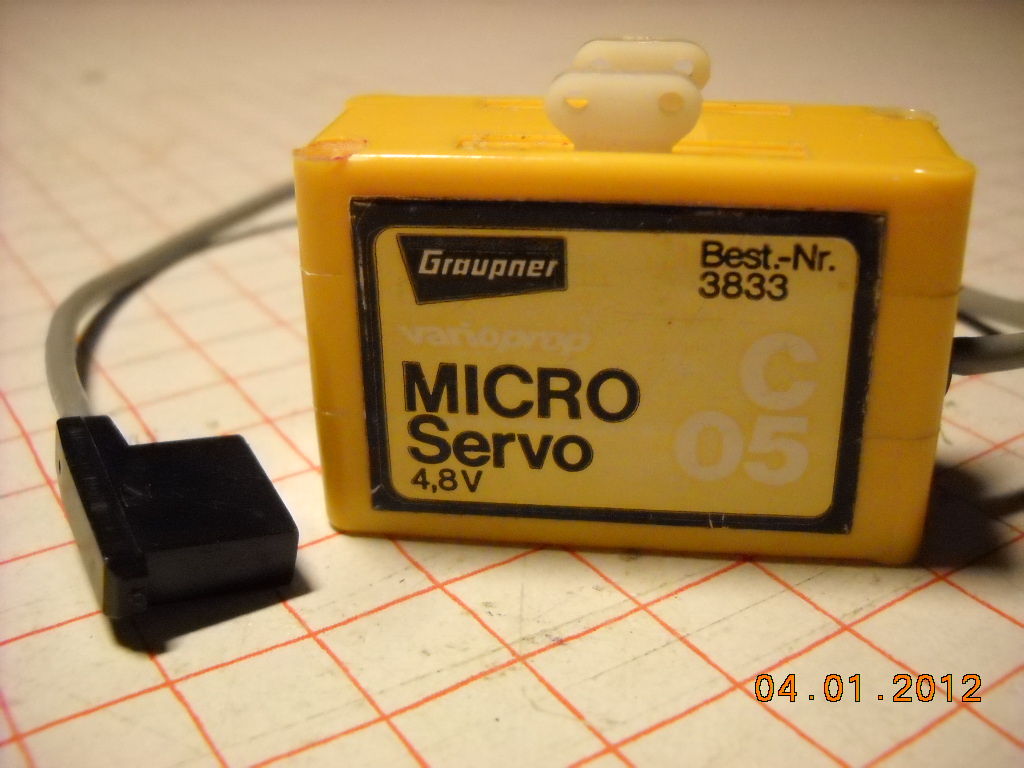 Graupner
Best.-Nr.
3833
varioprop
MICRO
Servo
4,8V
C
05
04.01.2012